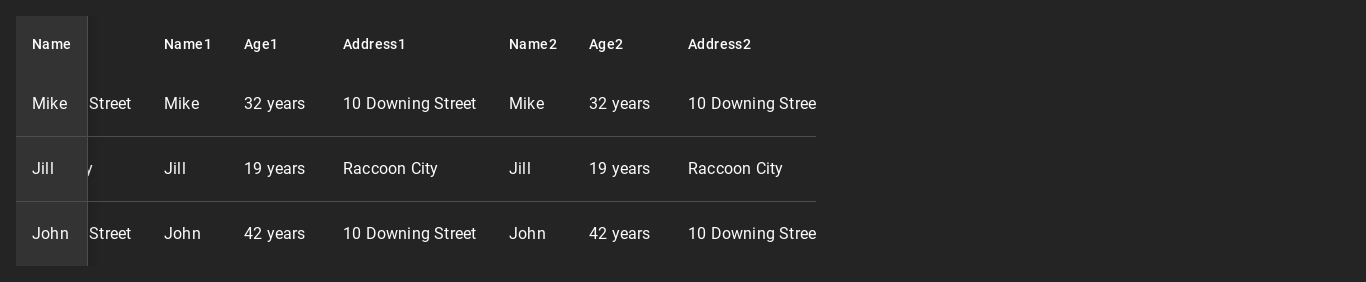 Name Name1 Age1 Address1 Name2 Age2 Address2
Mike Street Mike 32 years 10 Downing Street Mike 32 years 10 Downing Stree
Jill y Jill 19 years Raccoon City Jill 19 years Raccoon City
John Street John 42 years 10 Downing Street John 42 years 10 Downing Stree